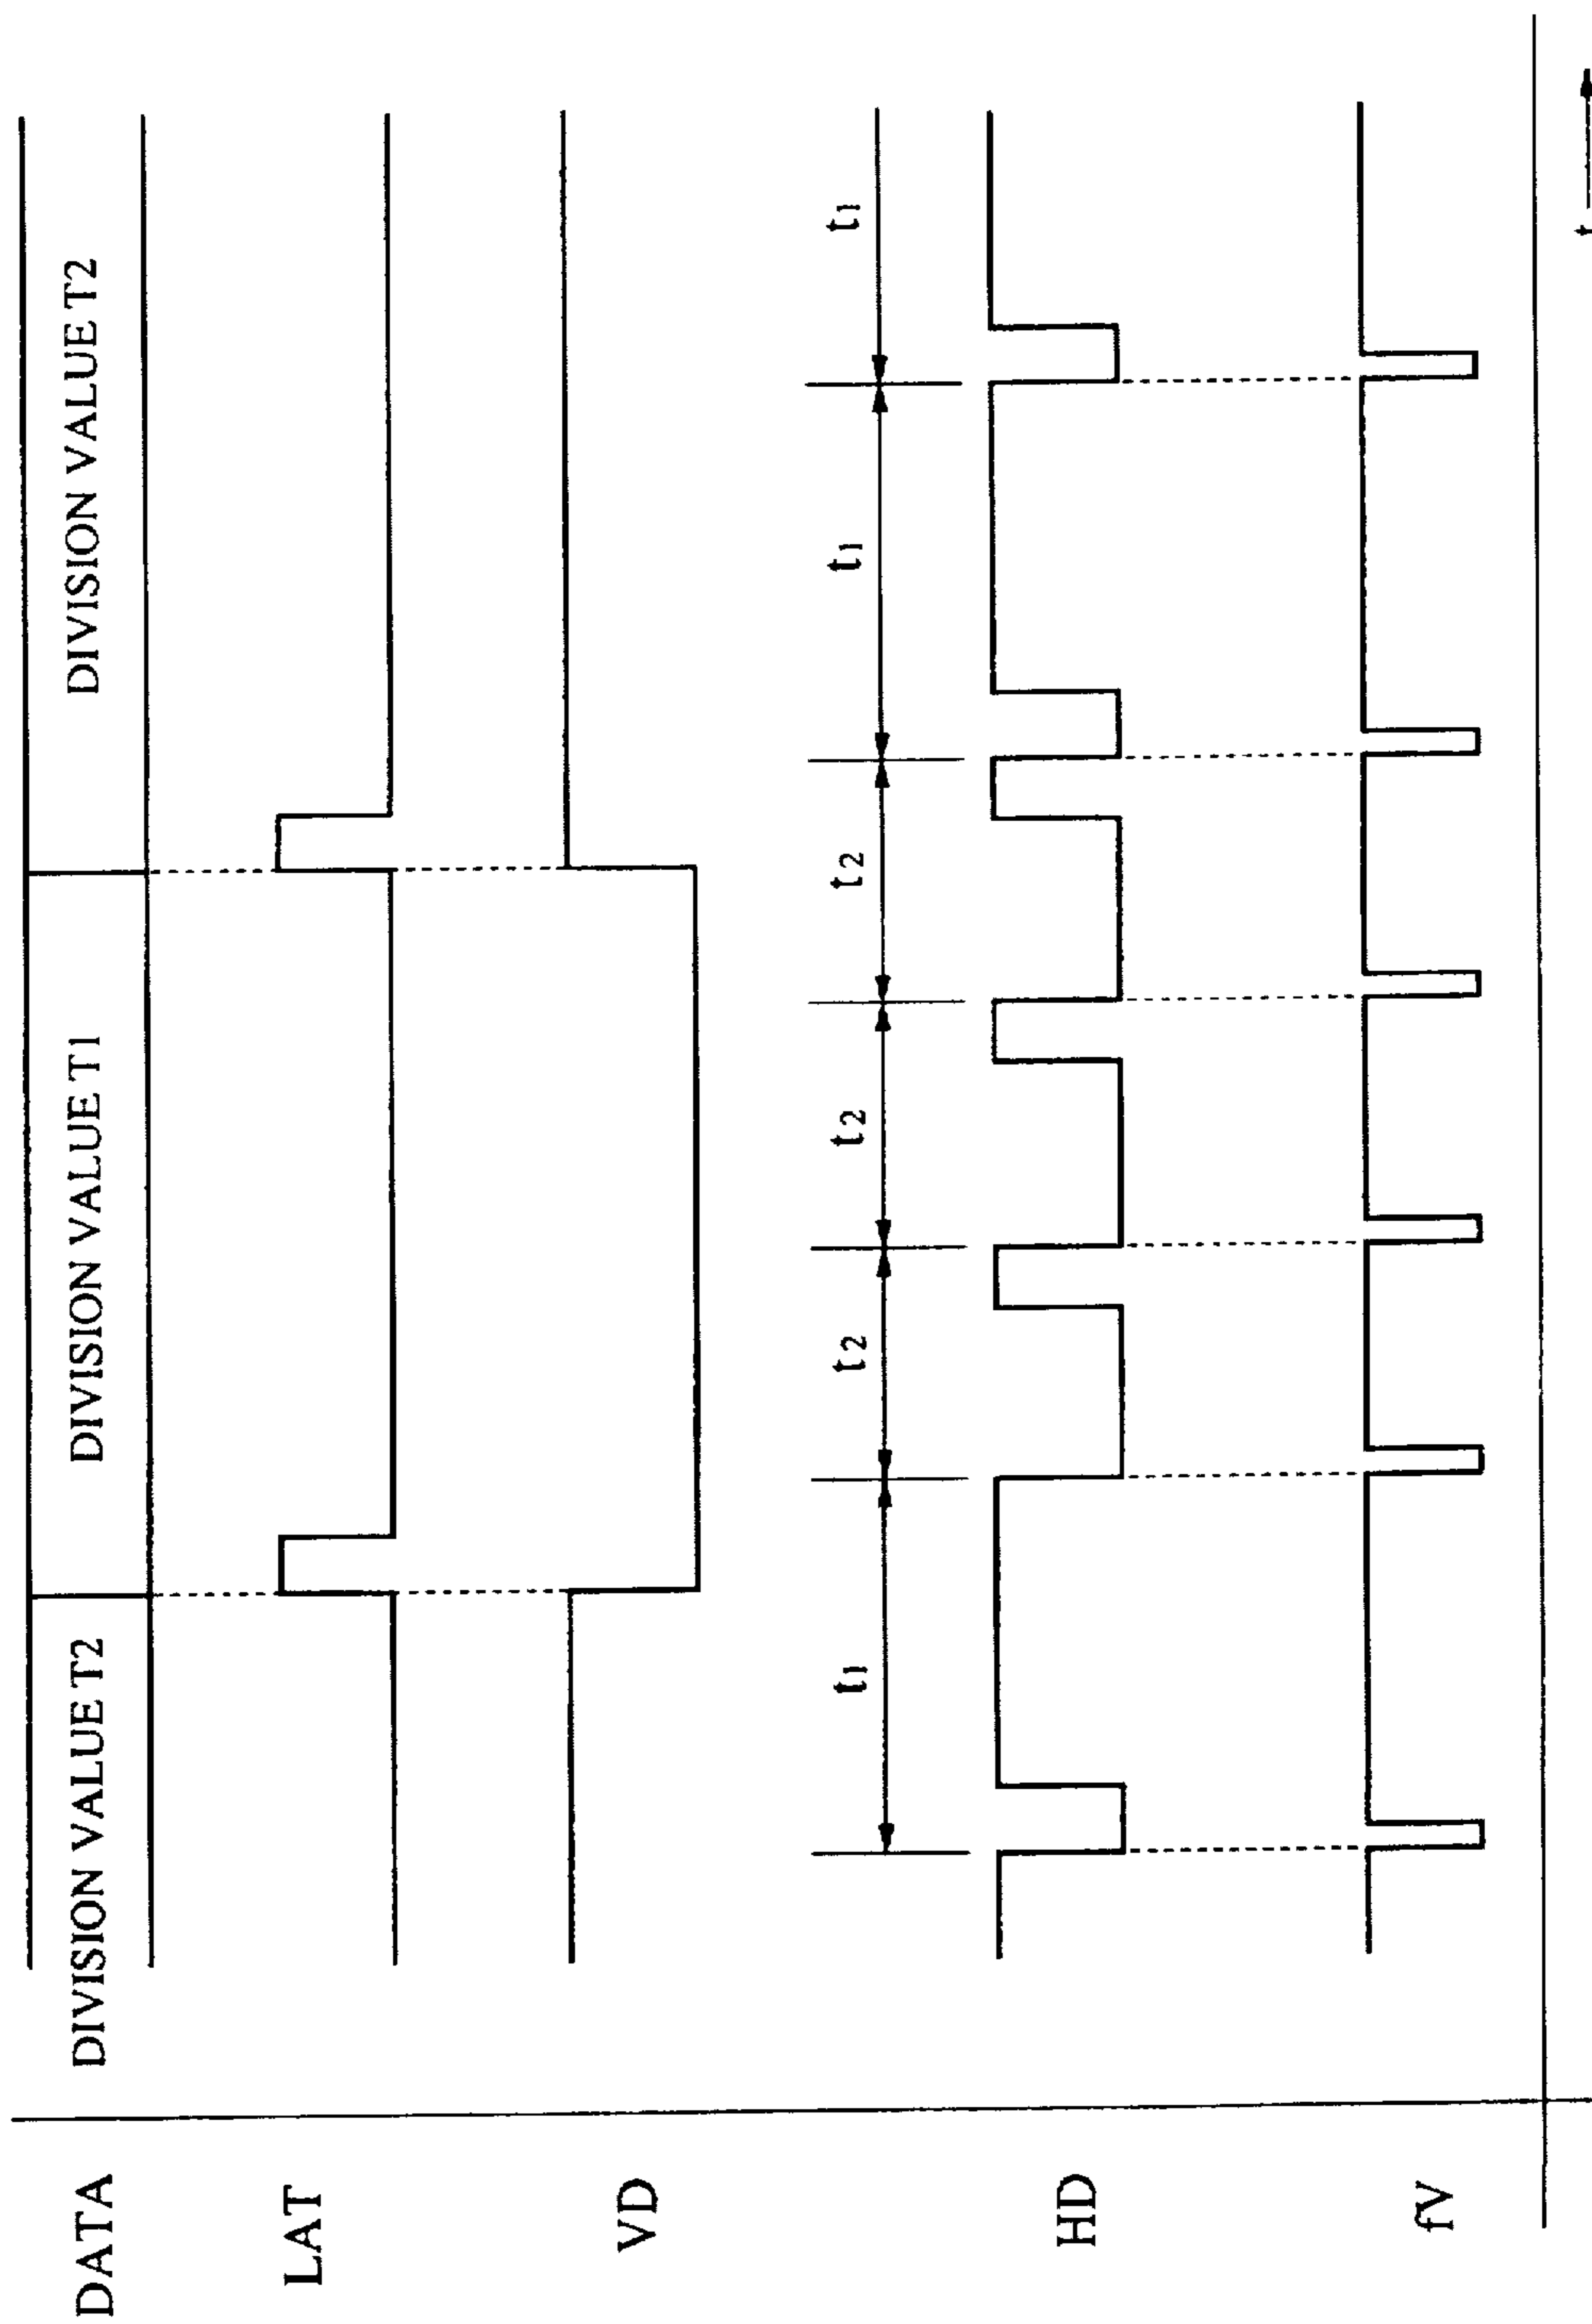 DATA
DIVISION VALUE T2
DIVISION VALUE T1
DIVISION VALUE T2
LAT
VD
t1
t2
t2
t2
t1
t1
HD
fV
t